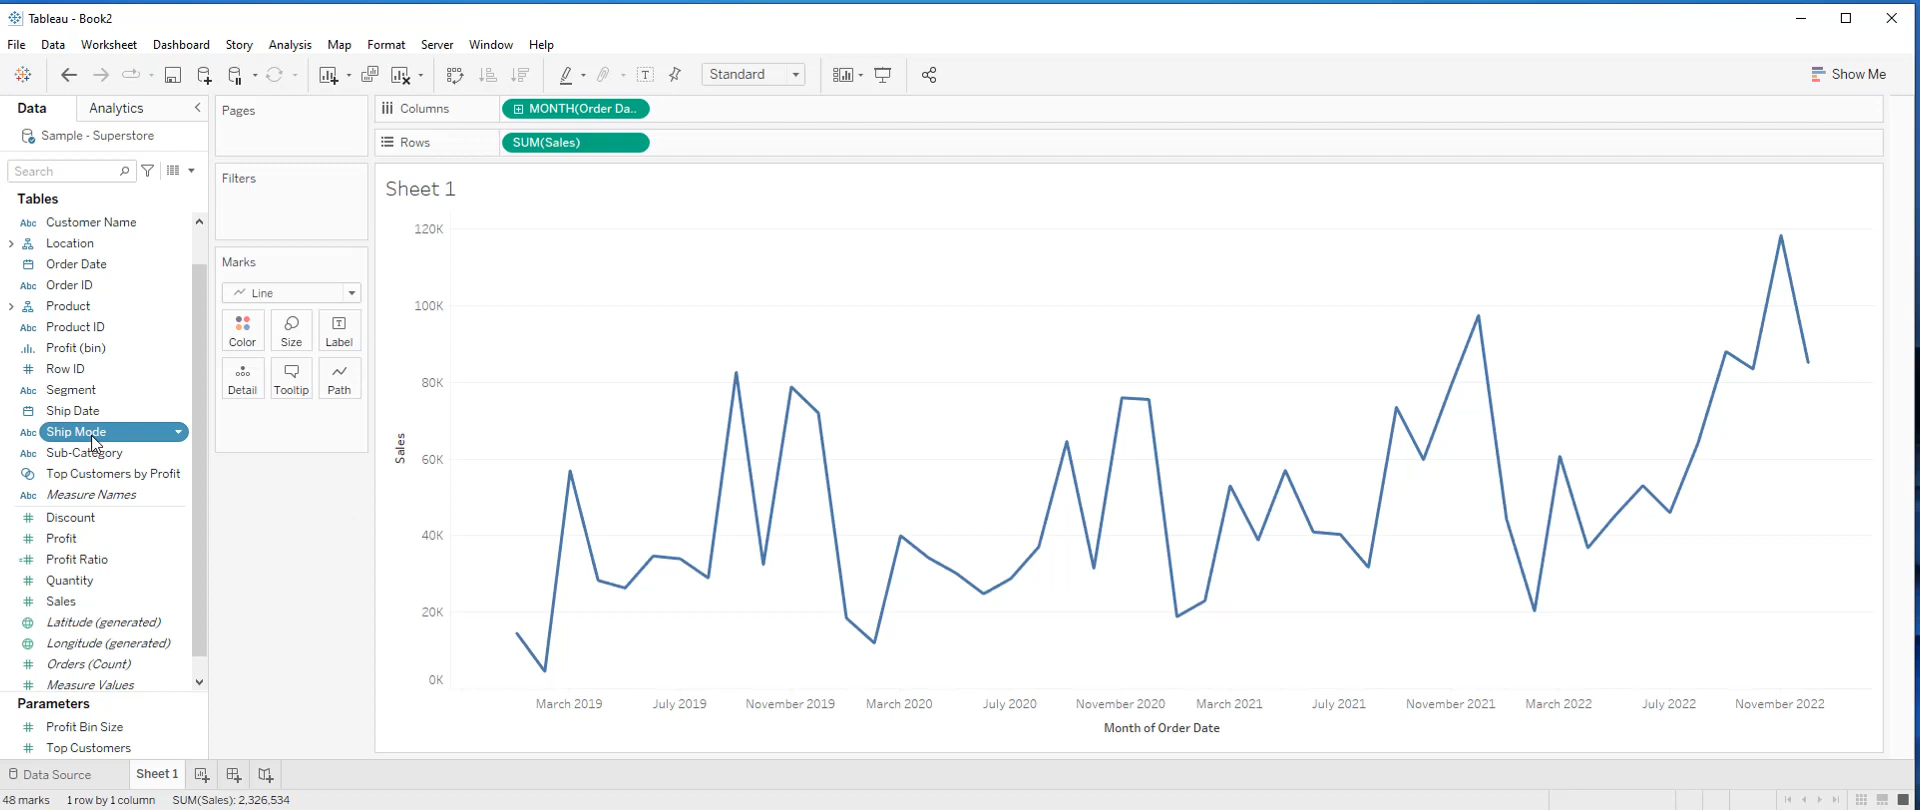 Tableau - Book2
File Data Worksheet Dashboard Story Analysis Map Format Server Window Help
Standard
Show Me
Data Analytics
Sample - Superstore
Search
Tables
Abc Customer Name
Location
Order Date
Abc Order ID
Product
Abc Product ID
Profit (bin)
# Row ID
Abc Segment
Ship Date
Abc Ship Mode
Abc Sub-Category
Top Customers by Profit
Abc Measure Names
# Discount
# Profit
=# Profit Ratio
# Quantity
# Sales
Latitude (generated)
Longitude (generated)
# Orders (Count)
# Measure Values
Parameters
# Profit Bin Size
# Top Customers
Pages
Filters
Marks
Line
Color Size Label
Detail Tooltip Path
Columns MONTH(Order Da..
Rows SUM(Sales)
Sheet 1
120K
100K
80K
60K
40K
20K
0K
Sales
March 2019 July 2019 November 2019 March 2020 July 2020 November 2020 March 2021 July 2021 November 2021 March 2022 July 2022 November 2022
Month of Order Date
Data Source Sheet 1
48 marks 1 row by 1 column SUM(Sales): 2,326,534